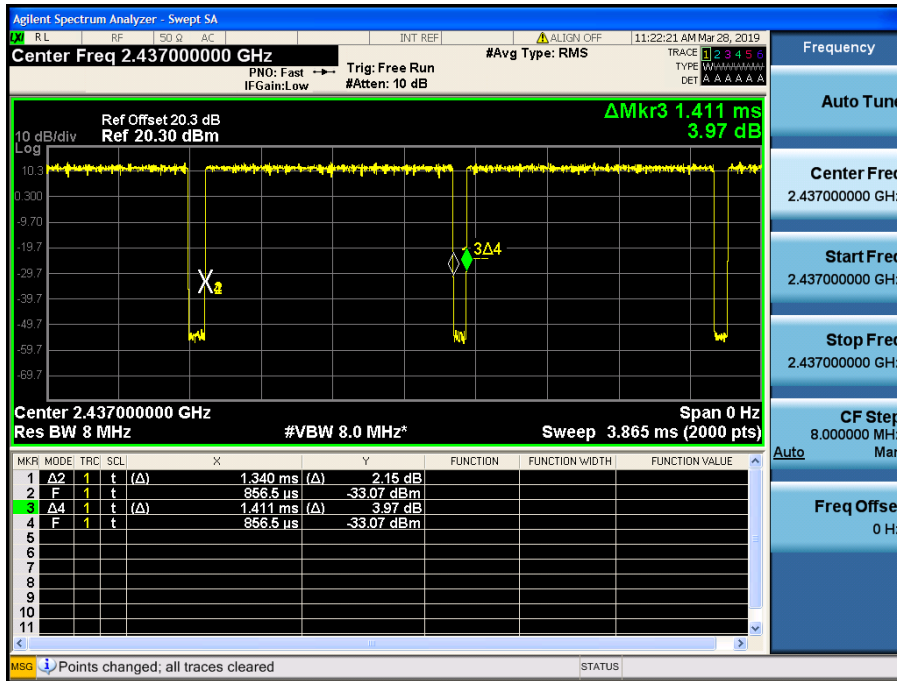 Agilent Spectrum Analyzer - Swept SA
LXI RL RF 50 Ω AC INT REF ALIGN OFF 11:22:21 AM Mar 28, 2019
Center Freq 2.437000000 GHz
PNO: Fast
IFGain:Low
Trig: Free Run
#Atten: 10 dB
#Avg Type: RMS
TRACE 1 2 3 4 5 6
TYPE
DET A A A A A A
Frequency
ΔMkr3 1.411 ms
3.97 dB
Ref Offset 20.3 dB
10 dB/div Ref 20.30 dBm
Log
10.3
0.300
-9.70
-19.7
-29.7
-39.7
-49.7
-59.7
-69.7
3Δ4
Center 2.437000000 GHz Span 0 Hz
Res BW 8 MHz #VBW 8.0 MHz* Sweep 3.865 ms (2000 pts)
MKR MODE TRC SCL X Y FUNCTION FUNCTION WIDTH FUNCTION VALUE
1 Δ2 1 t (Δ) 1.340 ms (Δ) 2.15 dB
2 F 1 t 856.5 µs -33.07 dBm
3 Δ4 1 t (Δ) 1.411 ms (Δ) 3.97 dB
4 F 1 t 856.5 µs -33.07 dBm
5
6
7
8
9
10
11
MSG Points changed; all traces cleared STATUS
Auto Tune
Center Freq
2.437000000 GHz
Start Freq
2.437000000 GHz
Stop Freq
2.437000000 GHz
CF Step
8.000000 MHz
Auto Man
Freq Offset
0 Hz